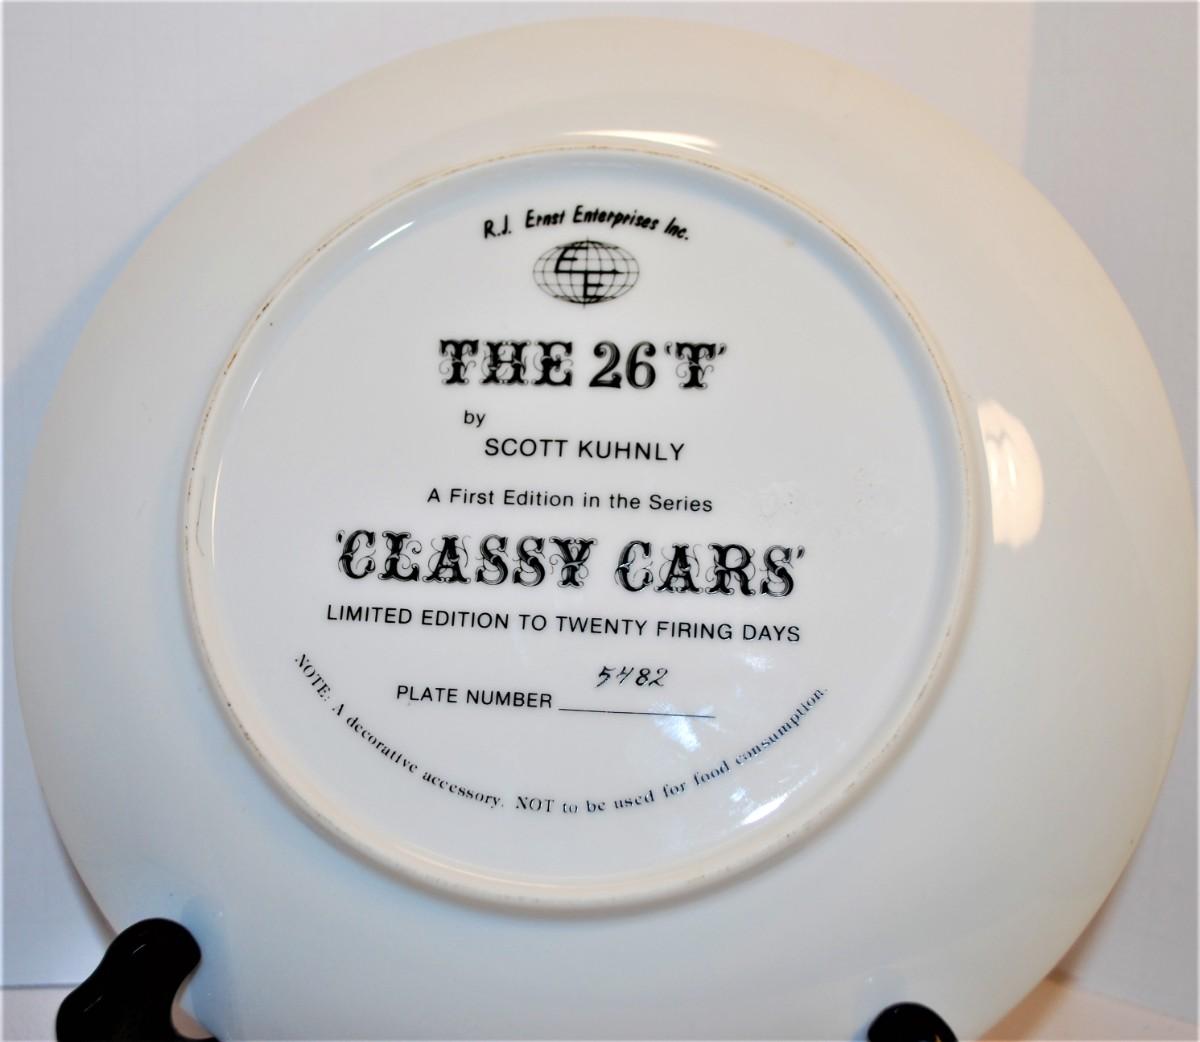 R.J. Ernst Enterprises Inc.
E E
THE 26 'T'
by
SCOTT KUHNLY
A First Edition in the Series
'CLASSY CARS'
LIMITED EDITION TO TWENTY FIRING DAYS
PLATE NUMBER 5482
NOTE: A decorative accessory. NOT to be used for food consumption.